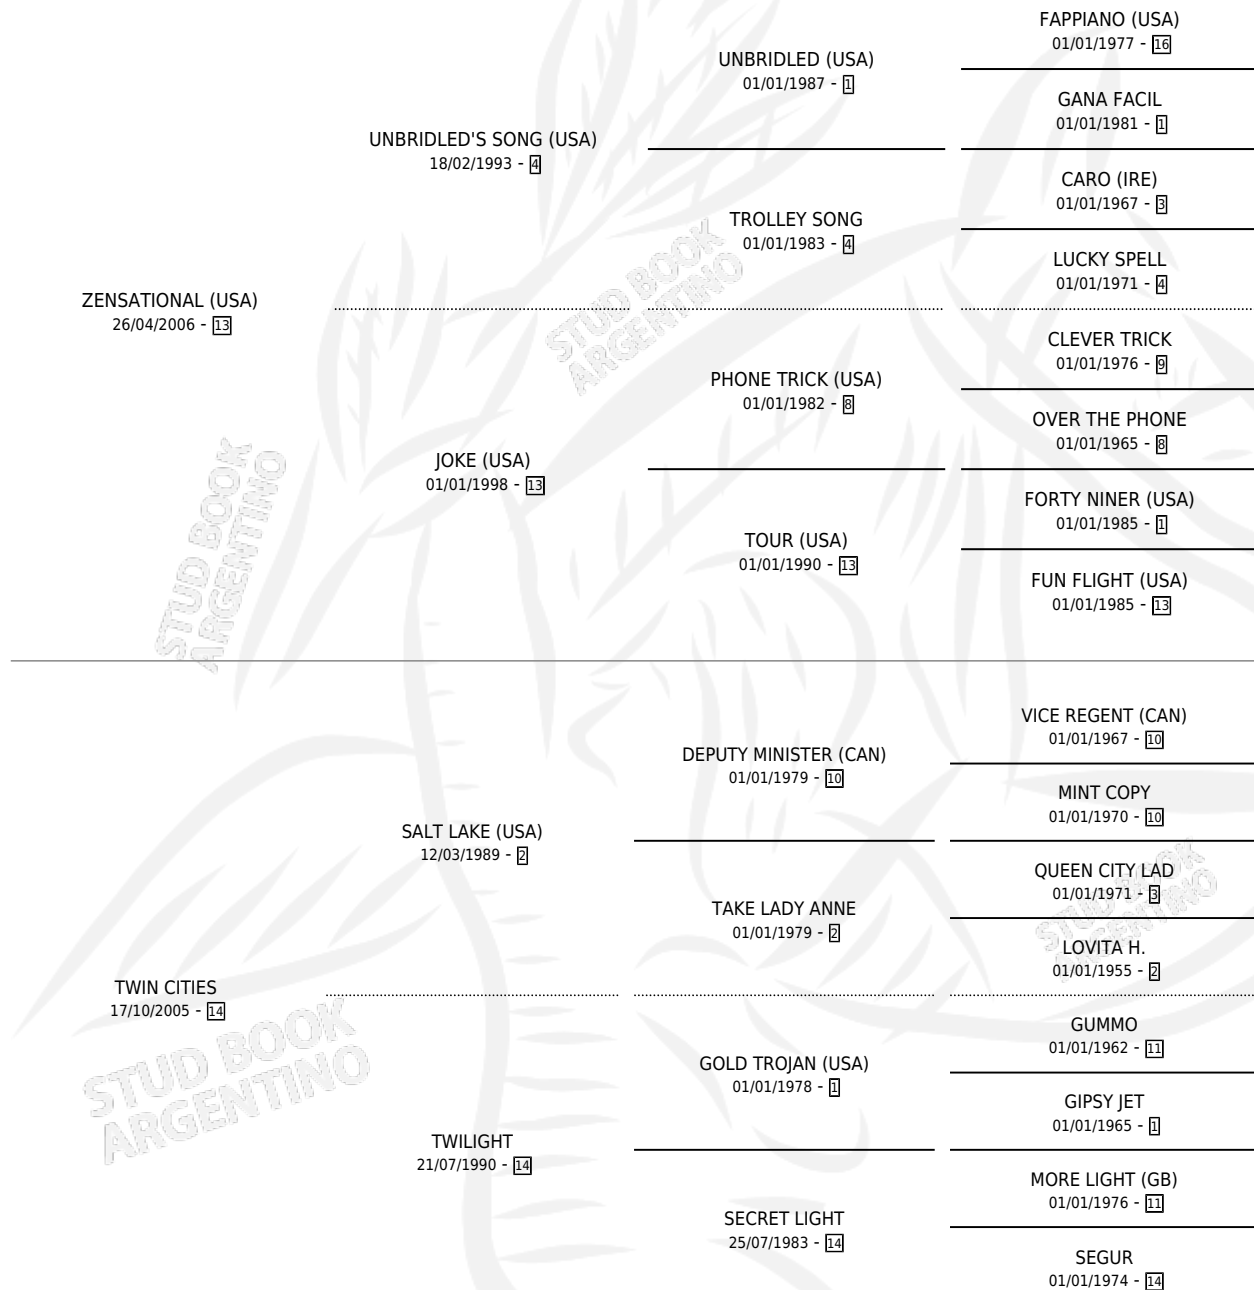 FAPPIANO (USA)
01/01/1977 - 16
UNBRIDLED (USA)
01/01/1987 - 1
GANA FACIL
01/01/1981 - 1
UNBRIDLED'S SONG (USA)
18/02/1993 - 4
CARO (IRE)
01/01/1967 - 3
TROLLEY SONG
01/01/1983 - 4
LUCKY SPELL
01/01/1971 - 4
ZENSATIONAL (USA)
26/04/2006 - 13
STUD BOOK
ARGENTINO
CLEVER TRICK
01/01/1976 - 9
PHONE TRICK (USA)
01/01/1982 - 8
OVER THE PHONE
01/01/1965 - 8
JOKE (USA)
01/01/1998 - 13
FORTY NINER (USA)
01/01/1985 - 1
TOUR (USA)
01/01/1990 - 13
FUN FLIGHT (USA)
01/01/1985 - 13
STUD BOOK
ARGENTINO
VICE REGENT (CAN)
01/01/1967 - 10
DEPUTY MINISTER (CAN)
01/01/1979 - 10
MINT COPY
01/01/1970 - 10
SALT LAKE (USA)
12/03/1989 - 2
QUEEN CITY LAD
01/01/1971 - 3
TAKE LADY ANNE
01/01/1979 - 2
STUD BOOK
ARGENTINO
LOVITA H.
01/01/1955 - 2
TWIN CITIES
17/10/2005 - 14
STUD BOOK
ARGENTINO
GUMMO
01/01/1962 - 11
GOLD TROJAN (USA)
01/01/1978 - 1
GIPSY JET
01/01/1965 - 1
TWILIGHT
21/07/1990 - 14
MORE LIGHT (GB)
01/01/1976 - 11
SECRET LIGHT
25/07/1983 - 14
SEGUR
01/01/1974 - 14